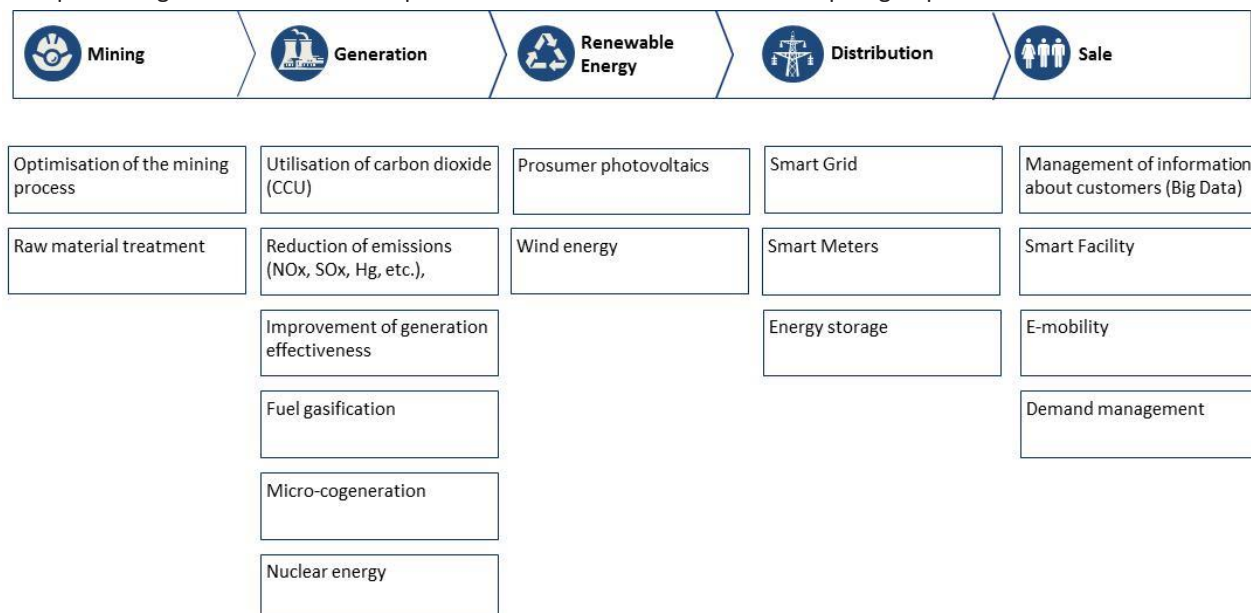 Mining
Generation
Renewable
Energy
Distribution
Sale
Optimisation of the mining
process
Raw material treatment
Utilisation of carbon dioxide
(CCU)
Reduction of emissions
(NOx, SOx, Hg, etc.),
Improvement of generation
effectiveness
Fuel gasification
Micro-cogeneration
Nuclear energy
Prosumer photovoltaics
Wind energy
Smart Grid
Smart Meters
Energy storage
Management of information
about customers (Big Data)
Smart Facility
E-mobility
Demand management